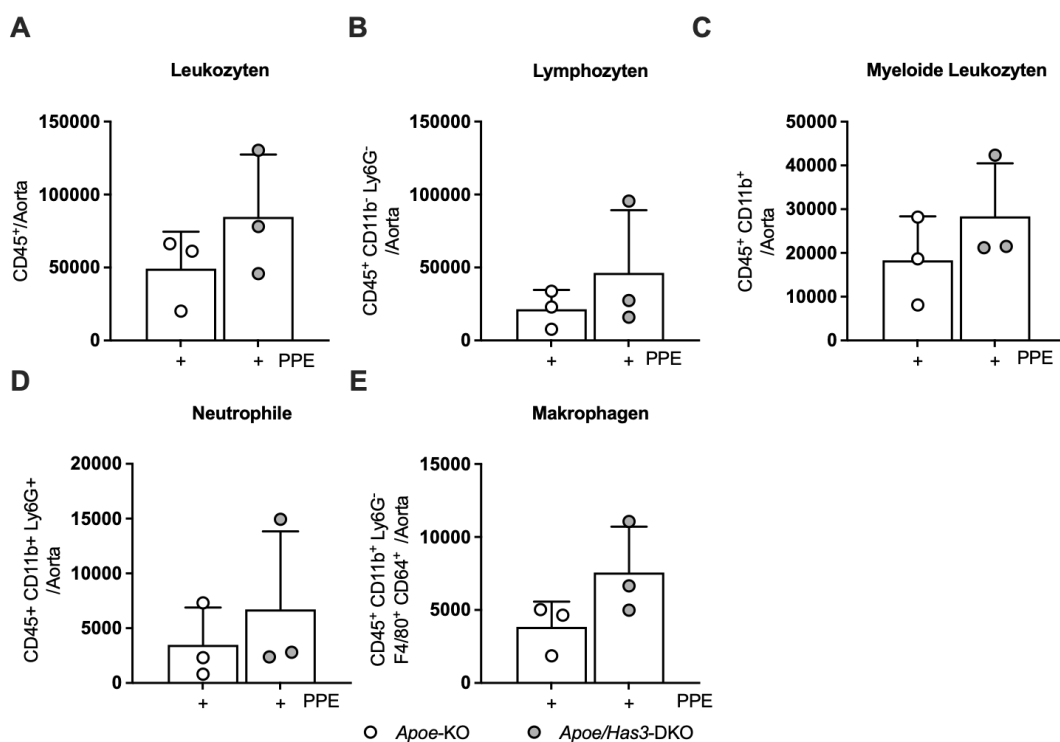 A
Leukozyten
CD45⁺/Aorta
150000
100000
50000
0
+ + PPE
B
Lymphozyten
CD45⁺ CD11b⁻ Ly6G⁻
/Aorta
150000
100000
50000
0
+ + PPE
C
Myeloide Leukozyten
CD45⁺ CD11b⁺
/Aorta
50000
40000
30000
20000
10000
0
+ + PPE
D
Neutrophile
CD45+ CD11b+ Ly6G+
/Aorta
20000
15000
10000
5000
0
+ + PPE
E
Makrophagen
CD45⁺ CD11b⁺ Ly6G⁻
F4/80⁺ CD64⁺ /Aorta
15000
10000
5000
0
+ + PPE
Apoe-KO
Apoe/Has3-DKO